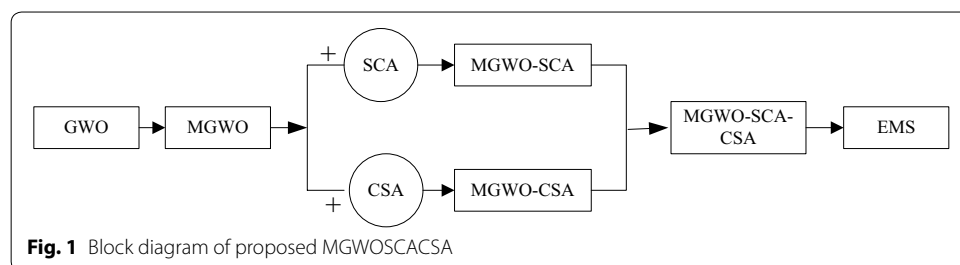 +
SCA
MGWO-SCA
GWO
MGWO
MGWO-SCA-
CSA
EMS
+
CSA
MGWO-CSA
Fig. 1 Block diagram of proposed MGWOSCACSA